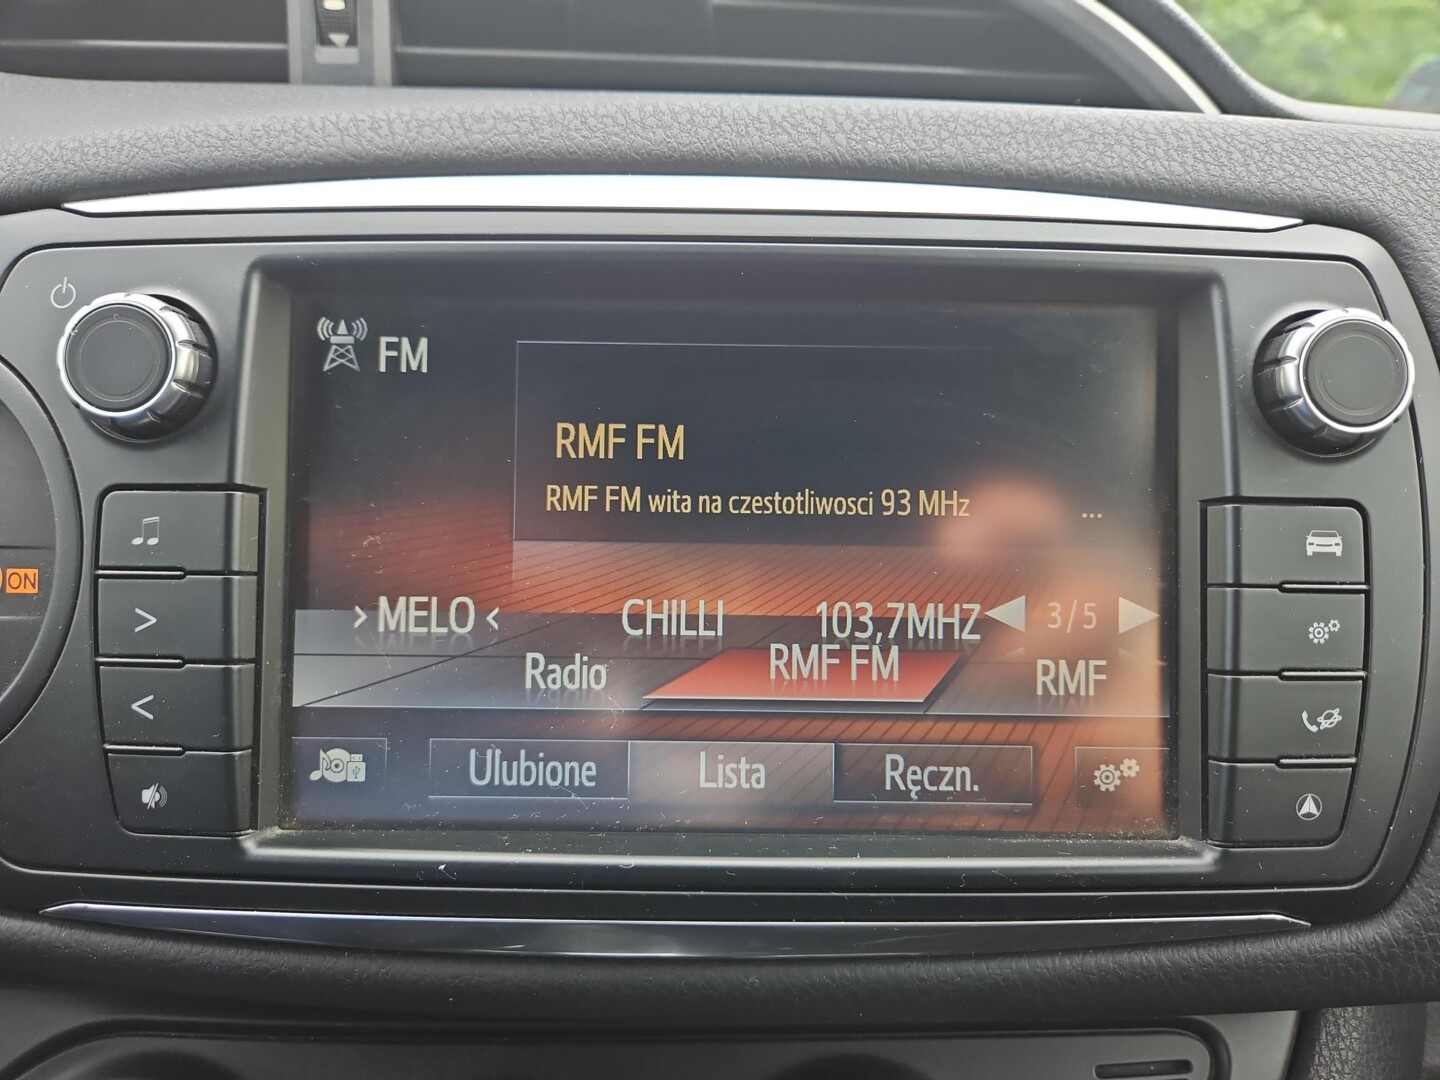 FM
RMF FM
RMF FM wita na czestotliwosci 93 MHz ...
› MELO ‹ CHILLI 103,7MHZ 3/5
Radio RMF FM RMF
Ulubione Lista Ręczn.
ON